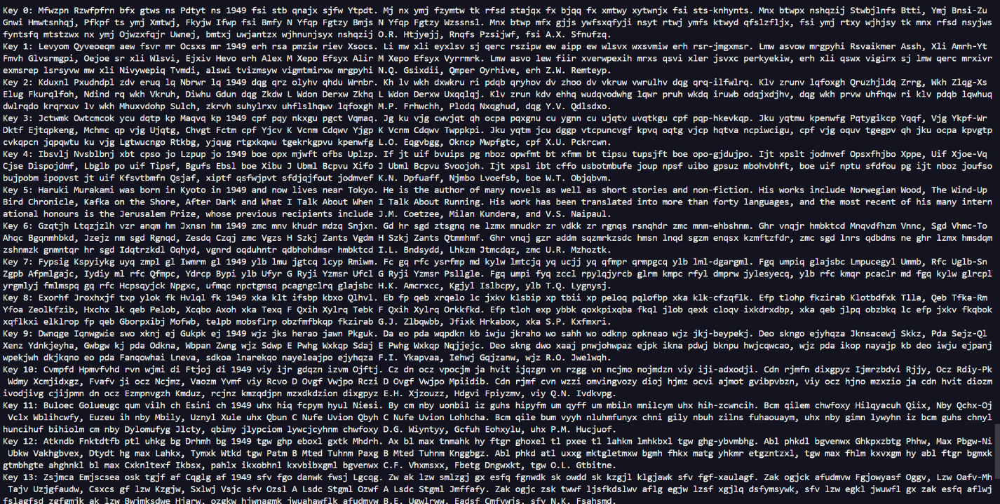 Key 0: Mfwzpn Rzwfpfrn bfx gtws ns Pdtyt ns 1949 fsi stb qnajx sjfw Ytpdt. Mj nx ymj fzymtw tk rfsd stajqx fx bjqq fx xmtwy xytwnjx fsi sts-knhynts. Mnx btwpx nshqzij Stwbjlnfs Btti, Ymj Bnsi-Zu
Gnwi Hmwtsnhqj, Pfkpf ts ymj Xmtwj, Fkyjw Ifwp fsi Bmfy N Yfqp Fgtzy Bmjs N Yfqp Fgtzy Wzssnsl. Mnx btwp mfx gjjs ywfsxqfyji nsyt rtwj ymfs ktwyd qfslzfljx, fsi ymj rtxy wjhjsy tk mnx rfsd nsyjws
fyntsfq mtstzwx nx ymj Ojwzxfqjr Uwnej, bmtxj uwjantzx wjhnunjsyx nshqzij O.R. Htjyejj, Rnqfs Pzsijwf, fsi A.X. Sfnufzq.
Key 1: Levyom Qyveoeqm aew fsvr mr Ocsxs mr 1949 erh rsa pmziw riev Xsocs. Li mw xli eyxlsv sj qerc rszipw ew aipp ew wlsvx wxsvmiw erh rsr-jmgxmsr. Lmw asvow mrgpyhi Rsvaikmer Assh, Xli Amrh-Yt
Fmvh Glvsrmgpi, Oejoe sr xli Wlsvi, Ejxiv Hevo erh Alex M Xepo Efsyx Alir M Xepo Efsyx Vyrrmrk. Lmw asvo lew fiir xverwpexih mrxs qsvi xler jsvxc perkyekiw, erh xli qswx vigirx sj lmw qerc mrxivr
exmsrep lsrsyvw mw xli Nivywepiq Tvmdi, alswi tvizmsyw vigmtmirxw mrgpyhi N.Q. Gsixdii, Qmper Oyrhive, erh Z.W. Remteyp.
Key 2: Kduxnl Pxudndpl zdv eruq lq Nbrwr lq 1949 dqg qrz olyhv qhdu Wrnbr. Kh lv wkh dxwkru ri pdqb qryhov dv zhoo dv vkruw vwrulhv dqg qrq-ilfwlrq. Klv zrunv lqfoxgh Qruzhjldq Zrrg, Wkh Zlqg-Xs
Elug Fkurqlfoh, Ndind rq wkh Vkruh, Diwhu Gdun dqg Zkdw L Wdon Derxw Zkhq L Wdon Derxw Uxqqlqj. Klv zrun kdv ehhq wudqvodwhg lqwr pruh wkdq iruwb odqjxdjhv, dqg wkh prvw uhfhqw ri klv pdqb lqwhuq
dwlrqdo krqrxuv lv wkh Mhuxvdohp Sulch, zkrvh suhylrxv uhflslhqwv lqfoxgh M.P. Frhwchh, Plodq Nxqghud, dqg Y.V. Qdlsdxo.
Key 3: Jctwmk Owtcmcok ycu dqtp kp Maqvq kp 1949 cpf pqy nkxgu pgct Vqmaq. Jg ku vjg cwvjqt qh ocpa pqxgnu cu ygnn cu ujqtv uvqtkgu cpf pqp-hkevkqp. Jku yqtmu kpenwfg Pqtygikcp Yqqf, Vjg Ykpf-Wr
Dktf Ejtqpkeng, Mchmc qp vjg Ujqtg, Chvgt Fctm cpf Yjcv K Vcnm Cdqwv Yjgp K Vcnm Cdqwv Twppkpi. Jku yqtm jcu dggp vtcpuncvgf kpvq oqtg vjcp hqtva ncpiwcigu, cpf vjg oquv tgegpv qh jku ocpa kpvgtp
cvkqpcn jqpqwtu ku vjg Lgtwucngo Rtkbg, yjqug rtgxkqwu tgekrkgpvu kpenwfg L.O. Eqgvbgg, Okncp Mwpfgtc, cpf X.U. Pckrcwn.
Key 4: Ibsvlj Nvsblbnj xbt cpso jo Lzpup jo 1949 boe opx mjwft ofbs Uplzp. If jt uif bvuips pg nboz opwfmt bt xfmm bt tipsu tupsjft boe opo-gjdujpo. Ijt xpslt jodmvef Opsxfhjbo Xppe, Uif Xjoe-Vq
Cjse Dispojdmf, Lbglb po uif Tipsf, Bgufs Ebsl boe Xibu J Ubml Bcpvu Xifo J Ubml Bcpvu Svoojoh. Ijt xpsl ibt cffo usbotmbufe joup npsf uibo gpsuz mbohvbhft, boe uif nptu sfdfou pg ijt nboz joufso
bujpobm ipopvst jt uif Kfsvtbmfn Qsjaf, xiptf qsfwjpvt sfdjqjfout jodmvef K.N. Dpfuaff, Njmbo Lvoefsb, boe W.T. Objqbvm.
Key 5: Haruki Murakami was born in Kyoto in 1949 and now lives near Tokyo. He is the author of many novels as well as short stories and non-fiction. His works include Norwegian Wood, The Wind-Up
Bird Chronicle, Kafka on the Shore, After Dark and What I Talk About When I Talk About Running. His work has been translated into more than forty languages, and the most recent of his many intern
ational honours is the Jerusalem Prize, whose previous recipients include J.M. Coetzee, Milan Kundera, and V.S. Naipaul.
Key 6: Gzqtjh Ltqzjzlh vzr anqm hm Jxnsn hm 1949 zmc mnv khudr mdzq Snjxn. Gd hr sgd ztsgnq ne lzmx mnudkr zr vdkk zr rgnqs rsnqhdr zmc mnm-ehbshnm. Ghr vnqjr hmbktcd Mnqvdfhzm Vnnc, Sgd Vhmc-To
Ahqc Bgqnmhbkd, Jzejz nm sgd Rgnqd, Zesdq Czqj zmc Vgzs H Szkj Zants Vgdm H Szkj Zants Qtmmhmf. Ghr vnqj gzr addm sqzmrkzsdc hmsn lnqd sgzm enqsx kzmftzfdr, zmc sgd lnrs qdbdms ne ghr lzmx hmsdqm
zshnmzk gnmntqr hr sgd Idqtrzkdl Oqhyd, vgnrd oqduhntr qdbhohdmsr hmbktcd I.L. Bndsydd, Lhkzm Jtmcdqz, zmc U.R. Mzhoztk.
Key 7: Fypsig Kspyiykg uyq zmpl gl Iwmrm gl 1949 ylb lmu jgtcq lcyp Rmiwm. Fc gq rfc ysrfmp md kylw lmtcjq yq ucjj yq qfmpr qrmpgcq ylb lml-dgargml. Fgq umpiq glajsbc Lmpucegyl Ummb, Rfc Uglb-Sn
Zgpb Afpmlgajc, Iydiy ml rfc Qfmpc, Ydrcp Bypi ylb Ufyr G Ryji Yzmsr Ufcl G Ryji Yzmsr Psllgle. Fgq umpi fyq zccl rpylqjyrcb glrm kmpc rfyl dmprw jylesyecq, ylb rfc kmqr pcaclr md fgq kylw glrcpl
yrgmlyj fmlmspq gq rfc Hcpsqyjck Npgxc, ufmqc npctgmsq pcagngclrq glajsbc H.K. Amcrxcc, Kgjyl Islbcpy, ylb T.Q. Lygnysj.
Key 8: Exorhf Jroxhxjf txp ylok fk Hvlql fk 1949 xka klt ifsbp kbxo Qlhvl. Eb fp qeb xrqelo lc jxkv klsbip xp tbii xp peloq pqlofbp xka klk-cfzqflk. Efp tlohp fkzirab Klotbdfxk Tlla, Qeb Tfka-Rm
Yfoa Zeolkfzib, Hxchx lk qeb Pelob, Xcqbo Axoh xka Texq F Qxih Xylrq Tebk F Qxih Xylrq Orkkfkd. Efp tloh exp ybbk qoxkpixqba fkql jlob qexk cloqv ixkdrxdbp, xka qeb jlpq obzbkq lc efp jxkv fkqbok
xqflkxi elklrop fp qeb Gborpxibj Mofwb, telpb mobsflrp obzfmfbkqp fkzirab G.J. Zlbqwbb, Jfixk Hrkabox, xka S.P. Kxfmxri.
Key 9: Dwnqge Iqnwgwie swo xknj ej Gukpk ej 1949 wjz jks herao jawn Pkguk. Da eo pda wqpdkn kb iwju jkraho wo sahh wo odknp opkneao wjz jkj-beypekj. Deo skngo ejyhqza Jknsacewj Skkz, Pda Sejz-Ql
Xenz Ydnkjeyha, Gwbgw kj pda Odkna, Wbpan Zwng wjz Sdwp E Pwhg Wxkqp Sdaj E Pwhg Wxkqp Nqjjejc. Deo skng dwo xaaj pnwjohwpaz ejpk ikna pdwj bknpu hwjcqwcao, wjz pda ikop nayajp kb deo iwju ejpanj
wpekjwh dkjkqno eo pda Fanqowhai Lneva, sdkoa lnarekqo nayeleajpo ejyhqza F.I. Ykapvaa, Iehwj Gqjzanw, wjz R.O. Jwelwqh.
Key 10: Cvmpfd Hpmvfvhd rvn wjmi di Ftjoj di 1949 viy ijr gdqzn izvm Ojftj. Cz dn ocz vpocjm ja hvit ijqzgn vn rzgg vn ncjmo nojmdzn viy iji-adxodji. Cdn rjmfn dixgpyz Ijmrzbdvi Rjjy, Ocz Rdiy-Pk
Wdmy Xcmjidxgz, Fvafv ji ocz Ncjmz, Vaozm Yvmf viy Rcvo D Ovgf Vwjpo Rczi D Ovgf Vwjpo Mpiidib. Cdn rjmf cvn wzzi omvingvozy dioj hjmz ocvi ajmot gvibpvbzn, viy ocz hjno mzxzio ja cdn hvit diozm
ivodjivg cjijpmn dn ocz Ezmpnvgzh Kmduz, rcjnz kmzqdjpn mzxdkdzion dixgpyz E.H. Xjzouzz, Hdgvi Fpiyzmv, viy Q.N. Ivdkvpg.
Key 11: Buloec Golueugc qum vilh ch Esini ch 1949 uhx hiq fcpym hyul Niesi. By cm nby uonbil iz guhs hipyfm um qyff um mbiln mnilcym uhx hih-zcwncih. Bcm qilem chwfoxy Hilqyacuh Qiix, Nby Qchx-Oj
Vclx Wblihcwfy, Euzeu ih nby Mbily, Uznyl Xule uhx Qbun C Nufe Uvion Qbyh C Nufe Uvion Lohhcha. Bcm qile bum vyyh nluhmfunyx chni gily nbuh zilns fuhaouaym, uhx nby gimn lywyhn iz bcm guhs chnyl
huncihuf bihiolm cm nby Dylomufyg Jlcty, qbimy jlypciom lywcjcyhnm chwfoxy D.G. Wiyntyy, Gcfuh Eohxylu, uhx P.M. Hucjuof.
Key 12: Atkndb Fnktdtfb ptl uhkg bg Drhmh bg 1949 tgw ghp eboxl gxtk Mhdrh. Ax bl max tnmahk hy ftgr ghoxel tl pxee tl lahkm lmhkbxl tgw ghg-ybvmbhg. Abl phkdl bgvenwx Ghkpxzbtg Phhw, Max Pbgw-Ni
Ubkw Vakhgbvex, Dtydt hg max Lahkx, Tymxk Wtkd tgw Patm B Mted Tuhnm Paxg B Mted Tuhnm Knggbgz. Abl phkd atl uxxg mktgletmxw bgmh fhkx matg yhkmr etgzntzxl, tgw max fhlm kxvxgm hy abl ftgr bgmxk
gtmbhgte ahghnkl bl max Cxknltexf Ikbsx, pahlx ikxobhnl kxvbibxgml bgvenwx C.F. Vhxmsxx, Fbetg Dngwxkt, tgw O.L. Gtbitne.
Key 13: Zsjmca Emjscsea osk tgjf af Cqglg af 1949 sfv fgo danwk fwsj Lgcqg. Zw ak lzw smlzgj gx esfq fgnwdk sk owdd sk kzgjl klgjawk sfv fgf-xaulagf. Zak ogjck afudmvw Fgjowyasf Oggv, Lzw Oafv-Mh
Tajv Uzjgfaudw, Csxcs gf lzw Kzgjw, Sxlwj Vsjc sfv Ozsl A Lsdc Stgml Ozwf A Lsdc Stgml Jmffafy. Zak ogjc zsk twwf ljsfkdslwv aflg egjw lzsf xgjlq dsfymsywk, sfv lzw egkl jwuwfl gx zak esfq aflwj
fslagfsd zgfgmjk ak lzw Bwjmksdwe Hjarw, ozgkw hjwnagmk jwuahawflk afudmvw B.E. Ugwlrww, Eadsf Cmfvwjs, sfv N.K. Fsahsmd.